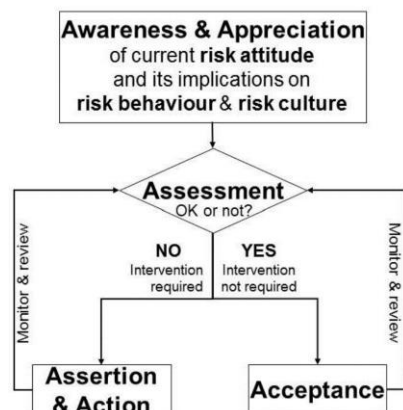 Awareness & Appreciation
of current risk attitude
and its implications on
risk behaviour & risk culture
Assessment
OK or not?
NO
Intervention
required
YES
Intervention
not required
Monitor & review
Monitor & review
Assertion
& Action
Acceptance